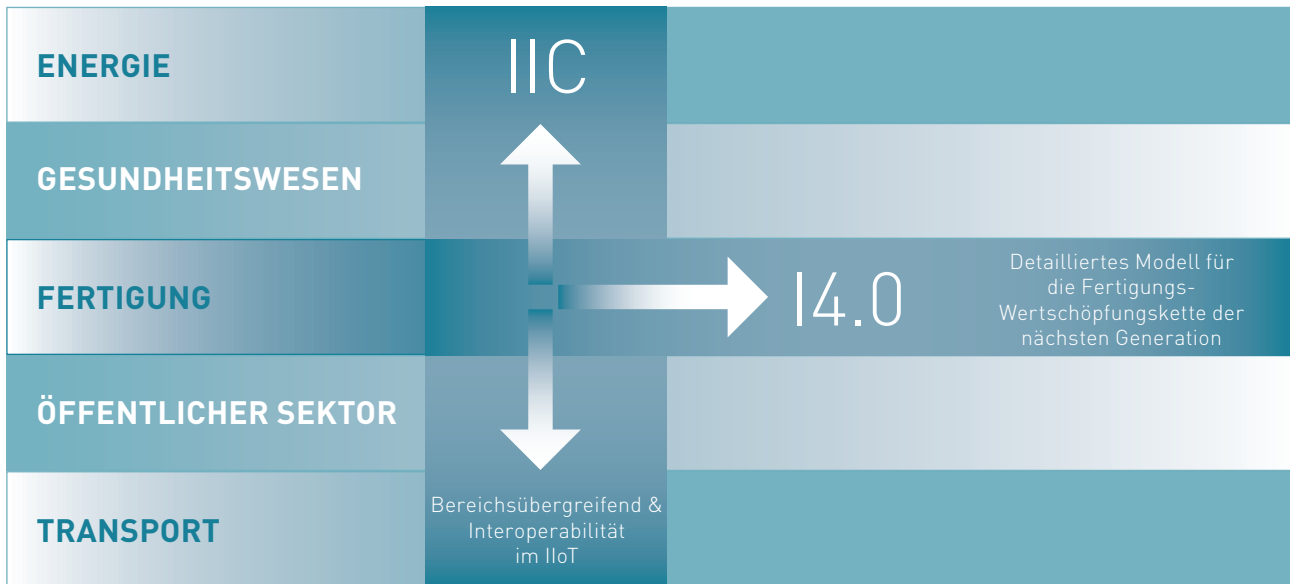 ENERGIE
IIC
GESUNDHEITSWESEN
FERTIGUNG
I4.0
Detailliertes Modell für
die Fertigungs-
Wertschöpfungskette der
nächsten Generation
ÖFFENTLICHER SEKTOR
TRANSPORT
Bereichsübergreifend &
Interoperabilität
im IIoT